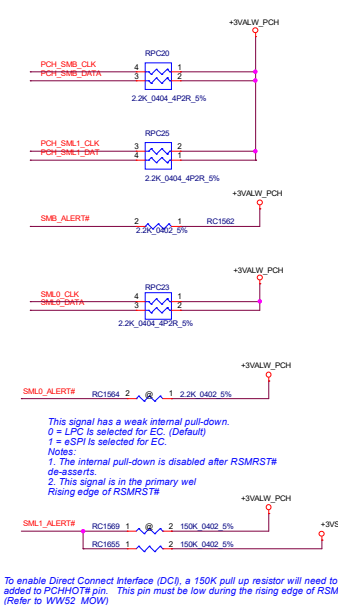 +3VALW_PCH
RPC20
PCH_SMB_CLK 4 1
PCH_SMB_DATA 3 2
2.2K_0404_4P2R_5%
RPC25
PCH_SML1_CLK 3 2
PCH_SML1_DAT 4 1
2.2K_0404_4P2R_5%
+3VALW_PCH
SMB_ALERT# 2 1 RC1562
2.2K_0402_5%
+3VALW_PCH
RPC23
SML0_CLK 4 1
SML0_DATA 3 2
2.2K_0404_4P2R_5%
+3VALW_PCH
SML0_ALERT# RC1564 2 @ 1 2.2K_0402_5%
This signal has a weak internal pull-down.
0 = LPC Is selected for EC. (Default)
1 = eSPI Is selected for EC.
Notes:
1. The internal pull-down is disabled after RSMRST#
de-asserts.
2. This signal is in the primary wel
Rising edge of RSMRST#
+3VALW_PCH
SML1_ALERT# RC1569 1 @ 2 150K_0402_5%
+3VS
RC1655 1 2 150K_0402_5%
To enable Direct Connect Interface (DCI), a 150K pull up resistor will need to
added to PCHHOT# pin. This pin must be low during the rising edge of RSM
(Refer to WW52_MOW)